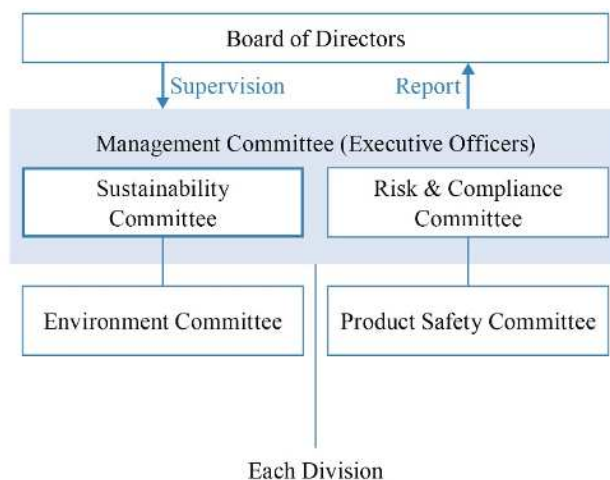 Board of Directors
Supervision
Report
Management Committee (Executive Officers)
Sustainability
Committee
Risk & Compliance
Committee
Environment Committee
Product Safety Committee
Each Division